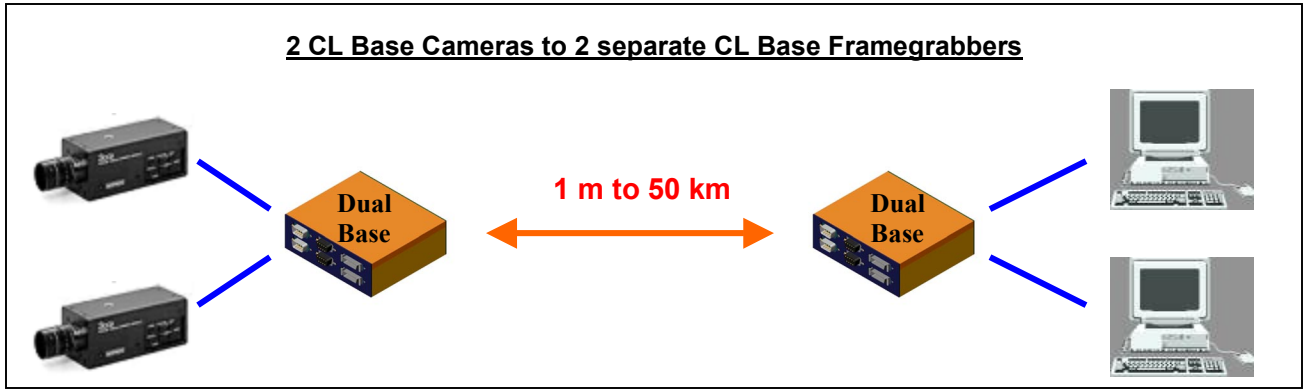 2 CL Base Cameras to 2 separate CL Base Framegrabbers
1 m to 50 km
Dual
Base
Dual
Base